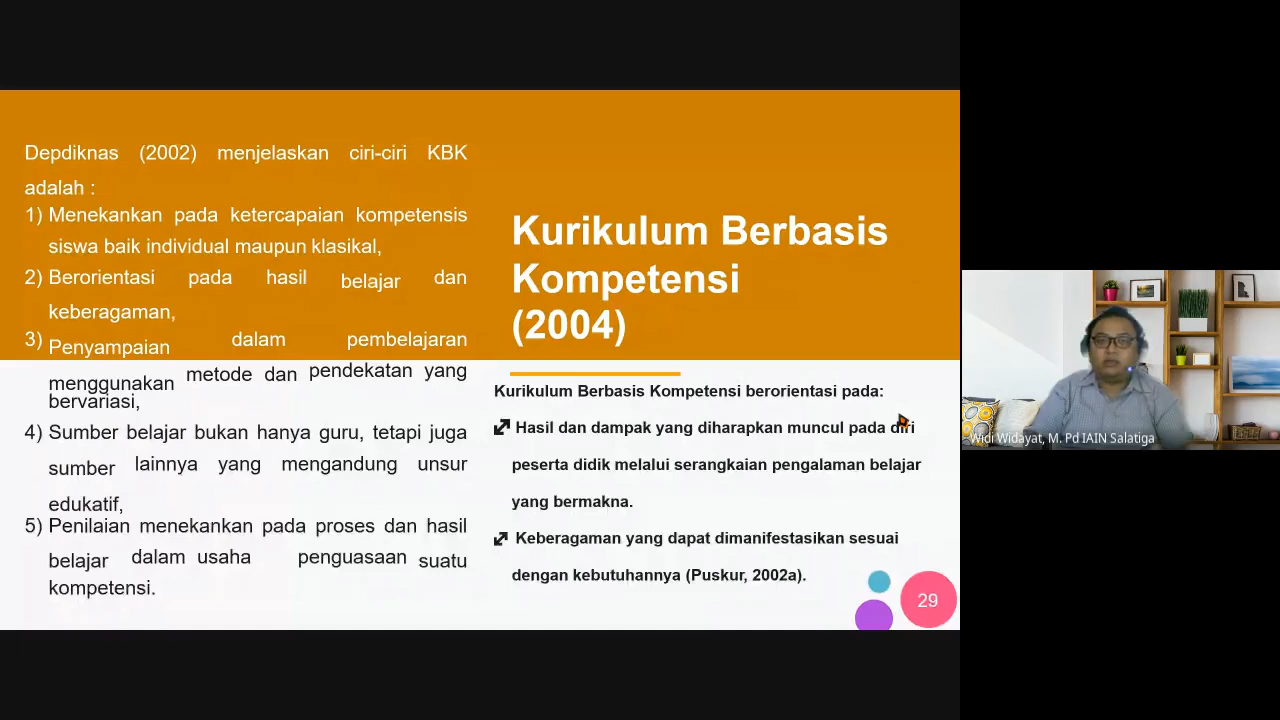 Depdiknas (2002) menjelaskan ciri-ciri KBK
adalah :
1) Menekankan pada ketercapaian kompetensis
siswa baik individual maupun klasikal,
2) Berorientasi pada hasil belajar dan
keberagaman,
3) Penyampaian dalam pembelajaran
menggunakan metode dan pendekatan yang
bervariasi,
4) Sumber belajar bukan hanya guru, tetapi juga
sumber lainnya yang mengandung unsur
edukatif,
5) Penilaian menekankan pada proses dan hasil
belajar dalam usaha penguasaan suatu
kompetensi.
Kurikulum Berbasis
Kompetensi
(2004)
Kurikulum Berbasis Kompetensi berorientasi pada:
Hasil dan dampak yang diharapkan muncul pada diri
peserta didik melalui serangkaian pengalaman belajar
yang bermakna.
Keberagaman yang dapat dimanifestasikan sesuai
dengan kebutuhannya (Puskur, 2002a).
29
Widi Widayat, M. Pd IAIN Salatiga